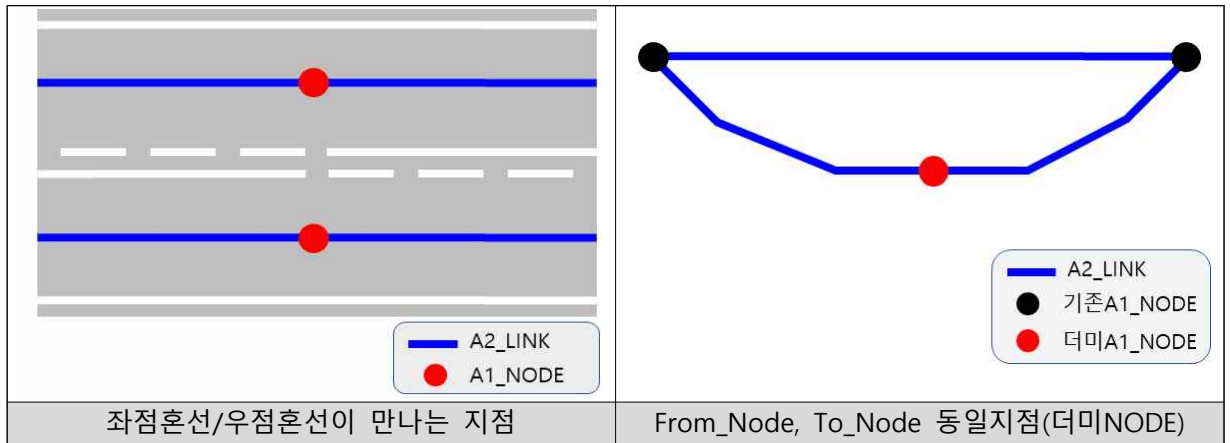 A2_LINK
A1_NODE
좌점혼선/우점혼선이 만나는 지점
A2_LINK
기존A1_NODE
더미A1_NODE
From_Node, To_Node 동일지점(더미NODE)